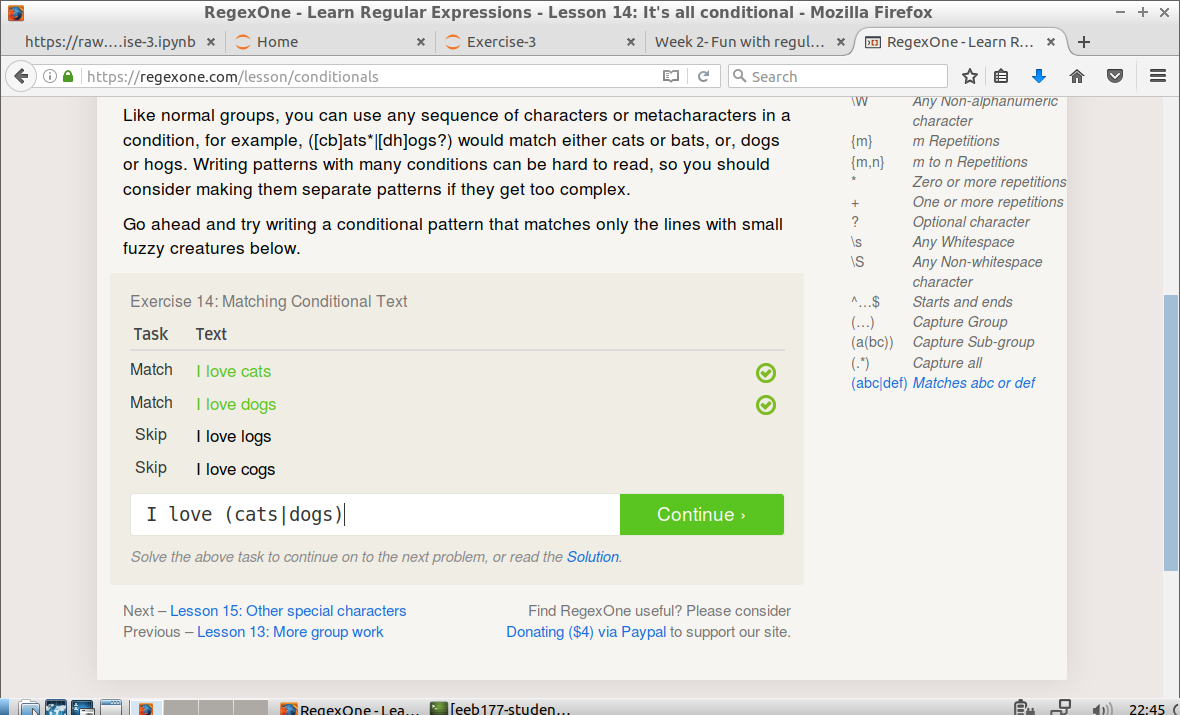 RegexOne - Learn Regular Expressions - Lesson 14: It's all conditional - Mozilla Firefox
https://raw....ise-3.ipynb
Home
Exercise-3
Week 2- Fun with regul...
RegexOne - Learn R...
https://regexone.com/lesson/conditionals
Search
Like normal groups, you can use any sequence of characters or metacharacters in a
condition, for example, ([cb]ats*|[dh]ogs?) would match either cats or bats, or, dogs
or hogs. Writing patterns with many conditions can be hard to read, so you should
consider making them separate patterns if they get too complex.
Go ahead and try writing a conditional pattern that matches only the lines with small
fuzzy creatures below.
Exercise 14: Matching Conditional Text
Task Text
Match I love cats
Match I love dogs
Skip I love logs
Skip I love cogs
I love (cats|dogs)
Continue ›
Solve the above task to continue on to the next problem, or read the Solution.
Next – Lesson 15: Other special characters
Previous – Lesson 13: More group work
Find RegexOne useful? Please consider
Donating ($4) via Paypal to support our site.
\W Any Non-alphanumeric
character
{m} m Repetitions
{m,n} m to n Repetitions
* Zero or more repetitions
+ One or more repetitions
? Optional character
\s Any Whitespace
\S Any Non-whitespace
character
^…$ Starts and ends
(…) Capture Group
(a(bc)) Capture Sub-group
(.*) Capture all
(abc|def) Matches abc or def
RegexOne - Lea...
[eeb177-studen...
22:45